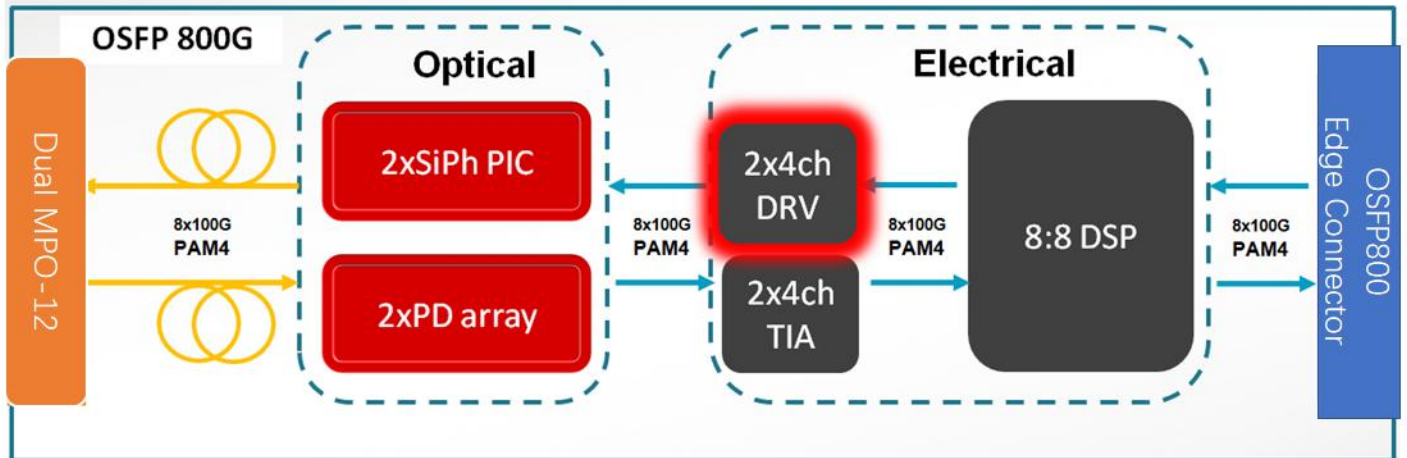 OSFP 800G
Optical
Electrical
Dual MPO-12
8x100G
PAM4
2xSiPh PIC
2xPD array
8x100G
PAM4
2x4ch
DRV
2x4ch
TIA
8x100G
PAM4
8:8 DSP
8x100G
PAM4
OSFP800
Edge Connector